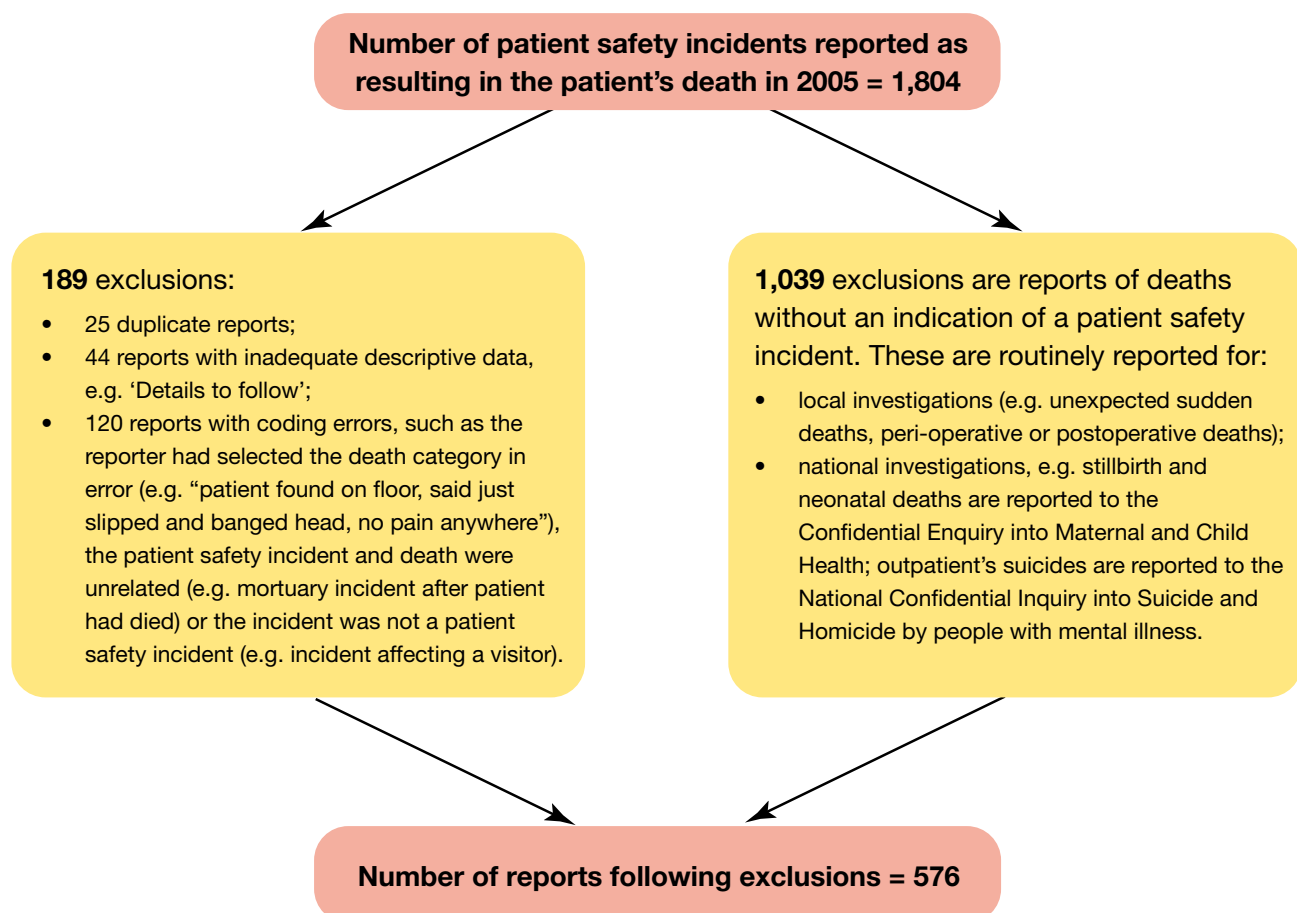 Number of patient safety incidents reported as
resulting in the patient's death in 2005 = 1,804
189 exclusions:
• 25 duplicate reports;
• 44 reports with inadequate descriptive data,
e.g. ‘Details to follow’;
• 120 reports with coding errors, such as the
reporter had selected the death category in
error (e.g. “patient found on floor, said just
slipped and banged head, no pain anywhere”),
the patient safety incident and death were
unrelated (e.g. mortuary incident after patient
had died) or the incident was not a patient
safety incident (e.g. incident affecting a visitor).
1,039 exclusions are reports of deaths
without an indication of a patient safety
incident. These are routinely reported for:
• local investigations (e.g. unexpected sudden
deaths, peri-operative or postoperative deaths);
• national investigations, e.g. stillbirth and
neonatal deaths are reported to the
Confidential Enquiry into Maternal and Child
Health; outpatient’s suicides are reported to the
National Confidential Inquiry into Suicide and
Homicide by people with mental illness.
Number of reports following exclusions = 576